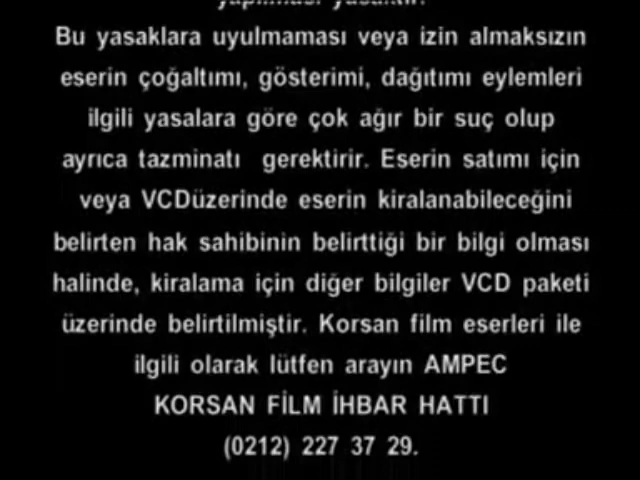 yapılması yasaktır.
Bu yasaklara uyulmaması veya izin almaksızın
eserin çoğaltımı, gösterimi, dağıtımı eylemleri
ilgili yasalara göre çok ağır bir suç olup
ayrıca tazminatı gerektirir. Eserin satımı için
veya VCDüzerinde eserin kiralanabileceğini
belirten hak sahibinin belirttiği bir bilgi olması
halinde, kiralama için diğer bilgiler VCD paketi
üzerinde belirtilmiştir. Korsan film eserleri ile
ilgili olarak lütfen arayın AMPEC
KORSAN FİLM İHBAR HATTI
(0212) 227 37 29.